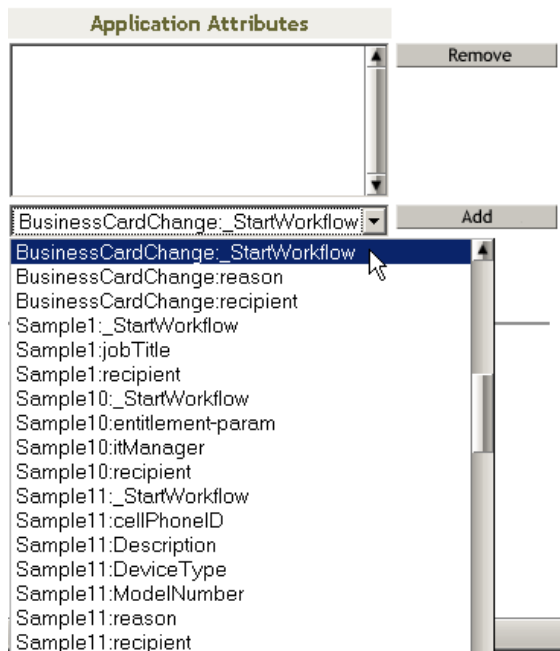 Application Attributes
Remove
BusinessCardChange:_StartWorkflow
Add
BusinessCardChange:_StartWorkflow
BusinessCardChange:reason
BusinessCardChange:recipient
Sample1:_StartWorkflow
Sample1:jobTitle
Sample1:recipient
Sample10:_StartWorkflow
Sample10:entitlement-param
Sample10:itManager
Sample10:recipient
Sample11:_StartWorkflow
Sample11:cellPhoneID
Sample11:Description
Sample11:DeviceType
Sample11:ModelNumber
Sample11:reason
Sample11:recipient